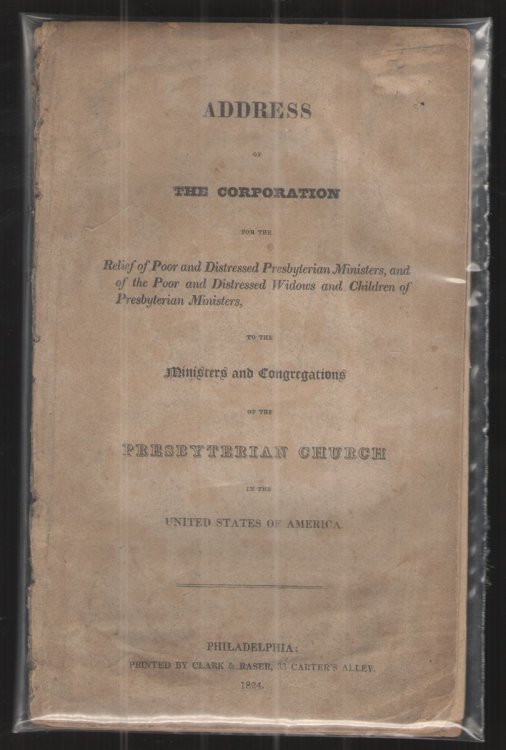 ADDRESS
OF
THE CORPORATION
FOR THE
Relief of Poor and Distressed Presbyterian Ministers, and
of the Poor and Distressed Widows and Children of
Presbyterian Ministers,
TO THE
Ministers and Congregations
OF THE
PRESBYTERIAN CHURCH
IN THE
UNITED STATES OF AMERICA.
PHILADELPHIA:
PRINTED BY CLARK & RASER, 33 CARTER'S ALLEY.
1824.